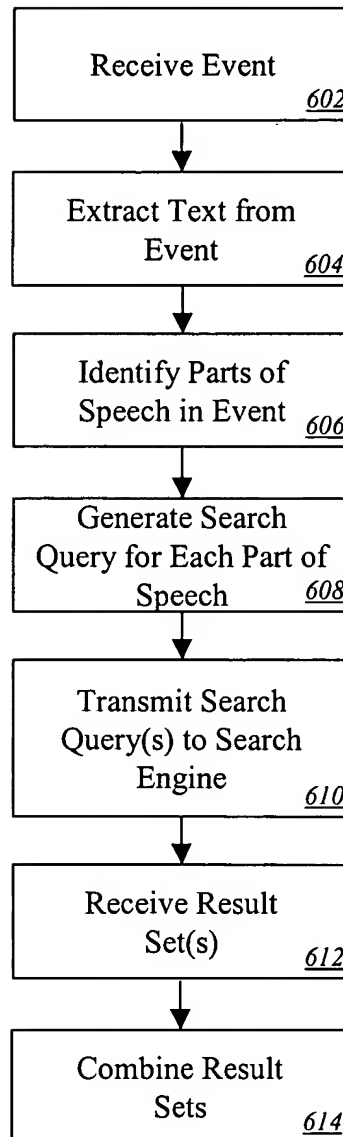 Receive Event
602
Extract Text from
Event
604
Identify Parts of
Speech in Event
606
Generate Search
Query for Each Part of
Speech
608
Transmit Search
Query(s) to Search
Engine
610
Receive Result
Set(s)
612
Combine Result
Sets
614